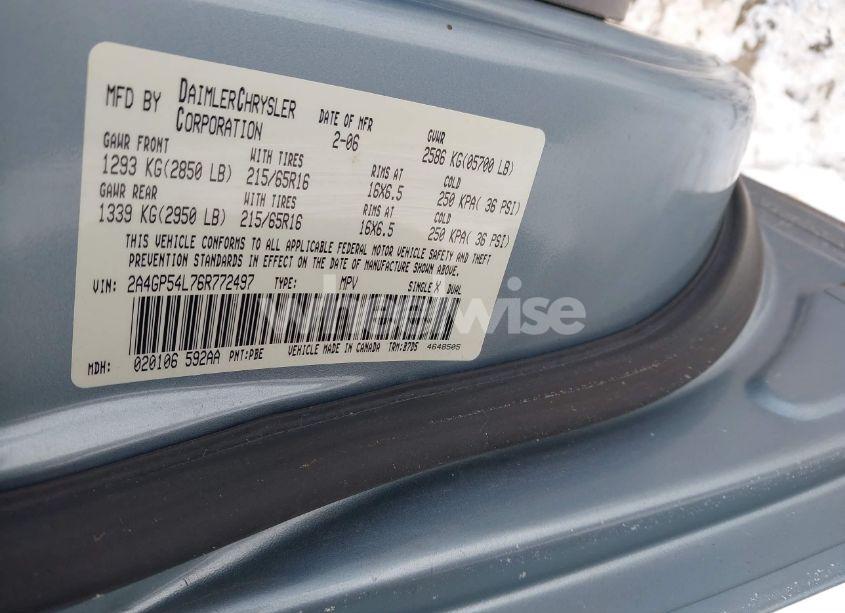 MFD BY DAIMLERCHRYSLER CORPORATION DATE OF MFR 2-06 GWWR 2586 KG(05700 LB)
GAWR FRONT WITH TIRES RIMS AT COLD
1293 KG(2850 LB) 215/65R16 16X6.5 250 KPA( 36 PSI)
GAWR REAR WITH TIRES RIMS AT COLD
1339 KG(2950 LB) 215/65R16 16X6.5 250 KPA( 36 PSI)
THIS VEHICLE CONFORMS TO ALL APPLICABLE FEDERAL MOTOR VEHICLE SAFETY AND THEFT
PREVENTION STANDARDS IN EFFECT ON THE DATE OF MANUFACTURE SHOWN ABOVE.
VIN: 2A4GP54L76R772497 TYPE: MPV SINGLE X DUAL
wheelwise
MDH: 020106 592AA PNT:PBE VEHICLE MADE IN CANADA TRM:B7D5 4648505